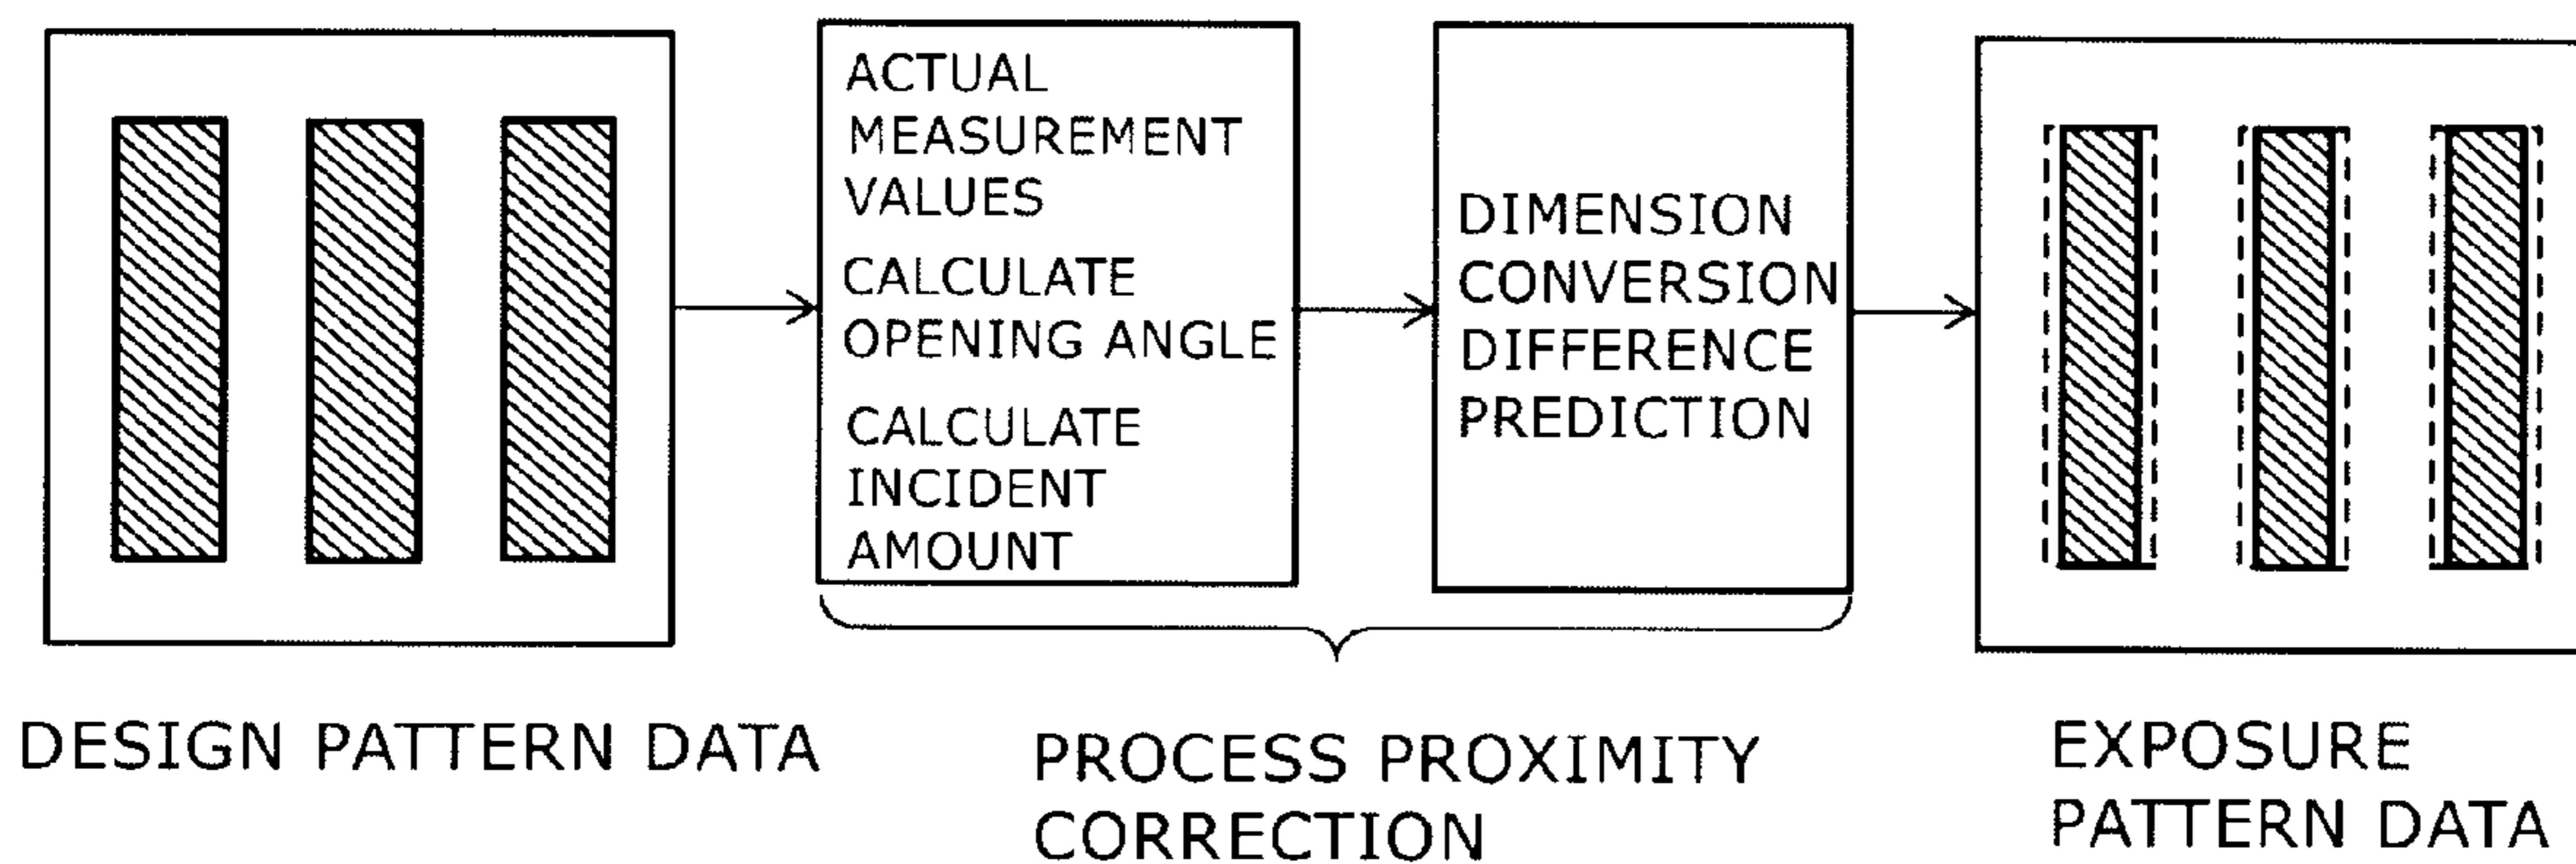 ACTUAL
MEASUREMENT
VALUES
CALCULATE
OPENING ANGLE
CALCULATE
INCIDENT
AMOUNT
DIMENSION
CONVERSION
DIFFERENCE
PREDICTION
DESIGN PATTERN DATA
PROCESS PROXIMITY
CORRECTION
EXPOSURE
PATTERN DATA